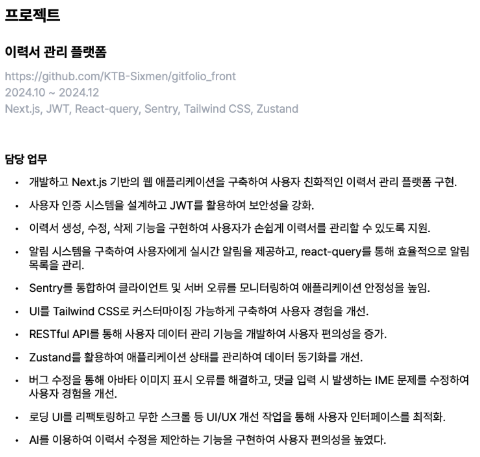 프로젝트
이력서 관리 플랫폼
https://github.com/KTB-Sixmen/gitfolio_front
2024.10 ~ 2024.12
Next.js, JWT, React-query, Sentry, Tailwind CSS, Zustand
담당 업무
• 개발하고 Next.js 기반의 웹 애플리케이션을 구축하여 사용자 친화적인 이력서 관리 플랫폼 구현.
• 사용자 인증 시스템을 설계하고 JWT를 활용하여 보안성을 강화.
• 이력서 생성, 수정, 삭제 기능을 구현하여 사용자가 손쉽게 이력서를 관리할 수 있도록 지원.
• 알림 시스템을 구축하여 사용자에게 실시간 알림을 제공하고, react-query를 통해 효율적으로 알림
목록을 관리.
• Sentry를 통합하여 클라이언트 및 서버 오류를 모니터링하여 애플리케이션 안정성을 높임.
• UI를 Tailwind CSS로 커스터마이징 가능하게 구축하여 사용자 경험을 개선.
• RESTful API를 통해 사용자 데이터 관리 기능을 개발하여 사용자 편의성을 증가.
• Zustand를 활용하여 애플리케이션 상태를 관리하여 데이터 동기화를 개선.
• 버그 수정을 통해 아바타 이미지 표시 오류를 해결하고, 댓글 입력 시 발생하는 IME 문제를 수정하여
사용자 경험을 개선.
• 로딩 UI를 리팩토링하고 무한 스크롤 등 UI/UX 개선 작업을 통해 사용자 인터페이스를 최적화.
• AI를 이용하여 이력서 수정을 제안하는 기능을 구현하여 사용자 편의성을 높였다.